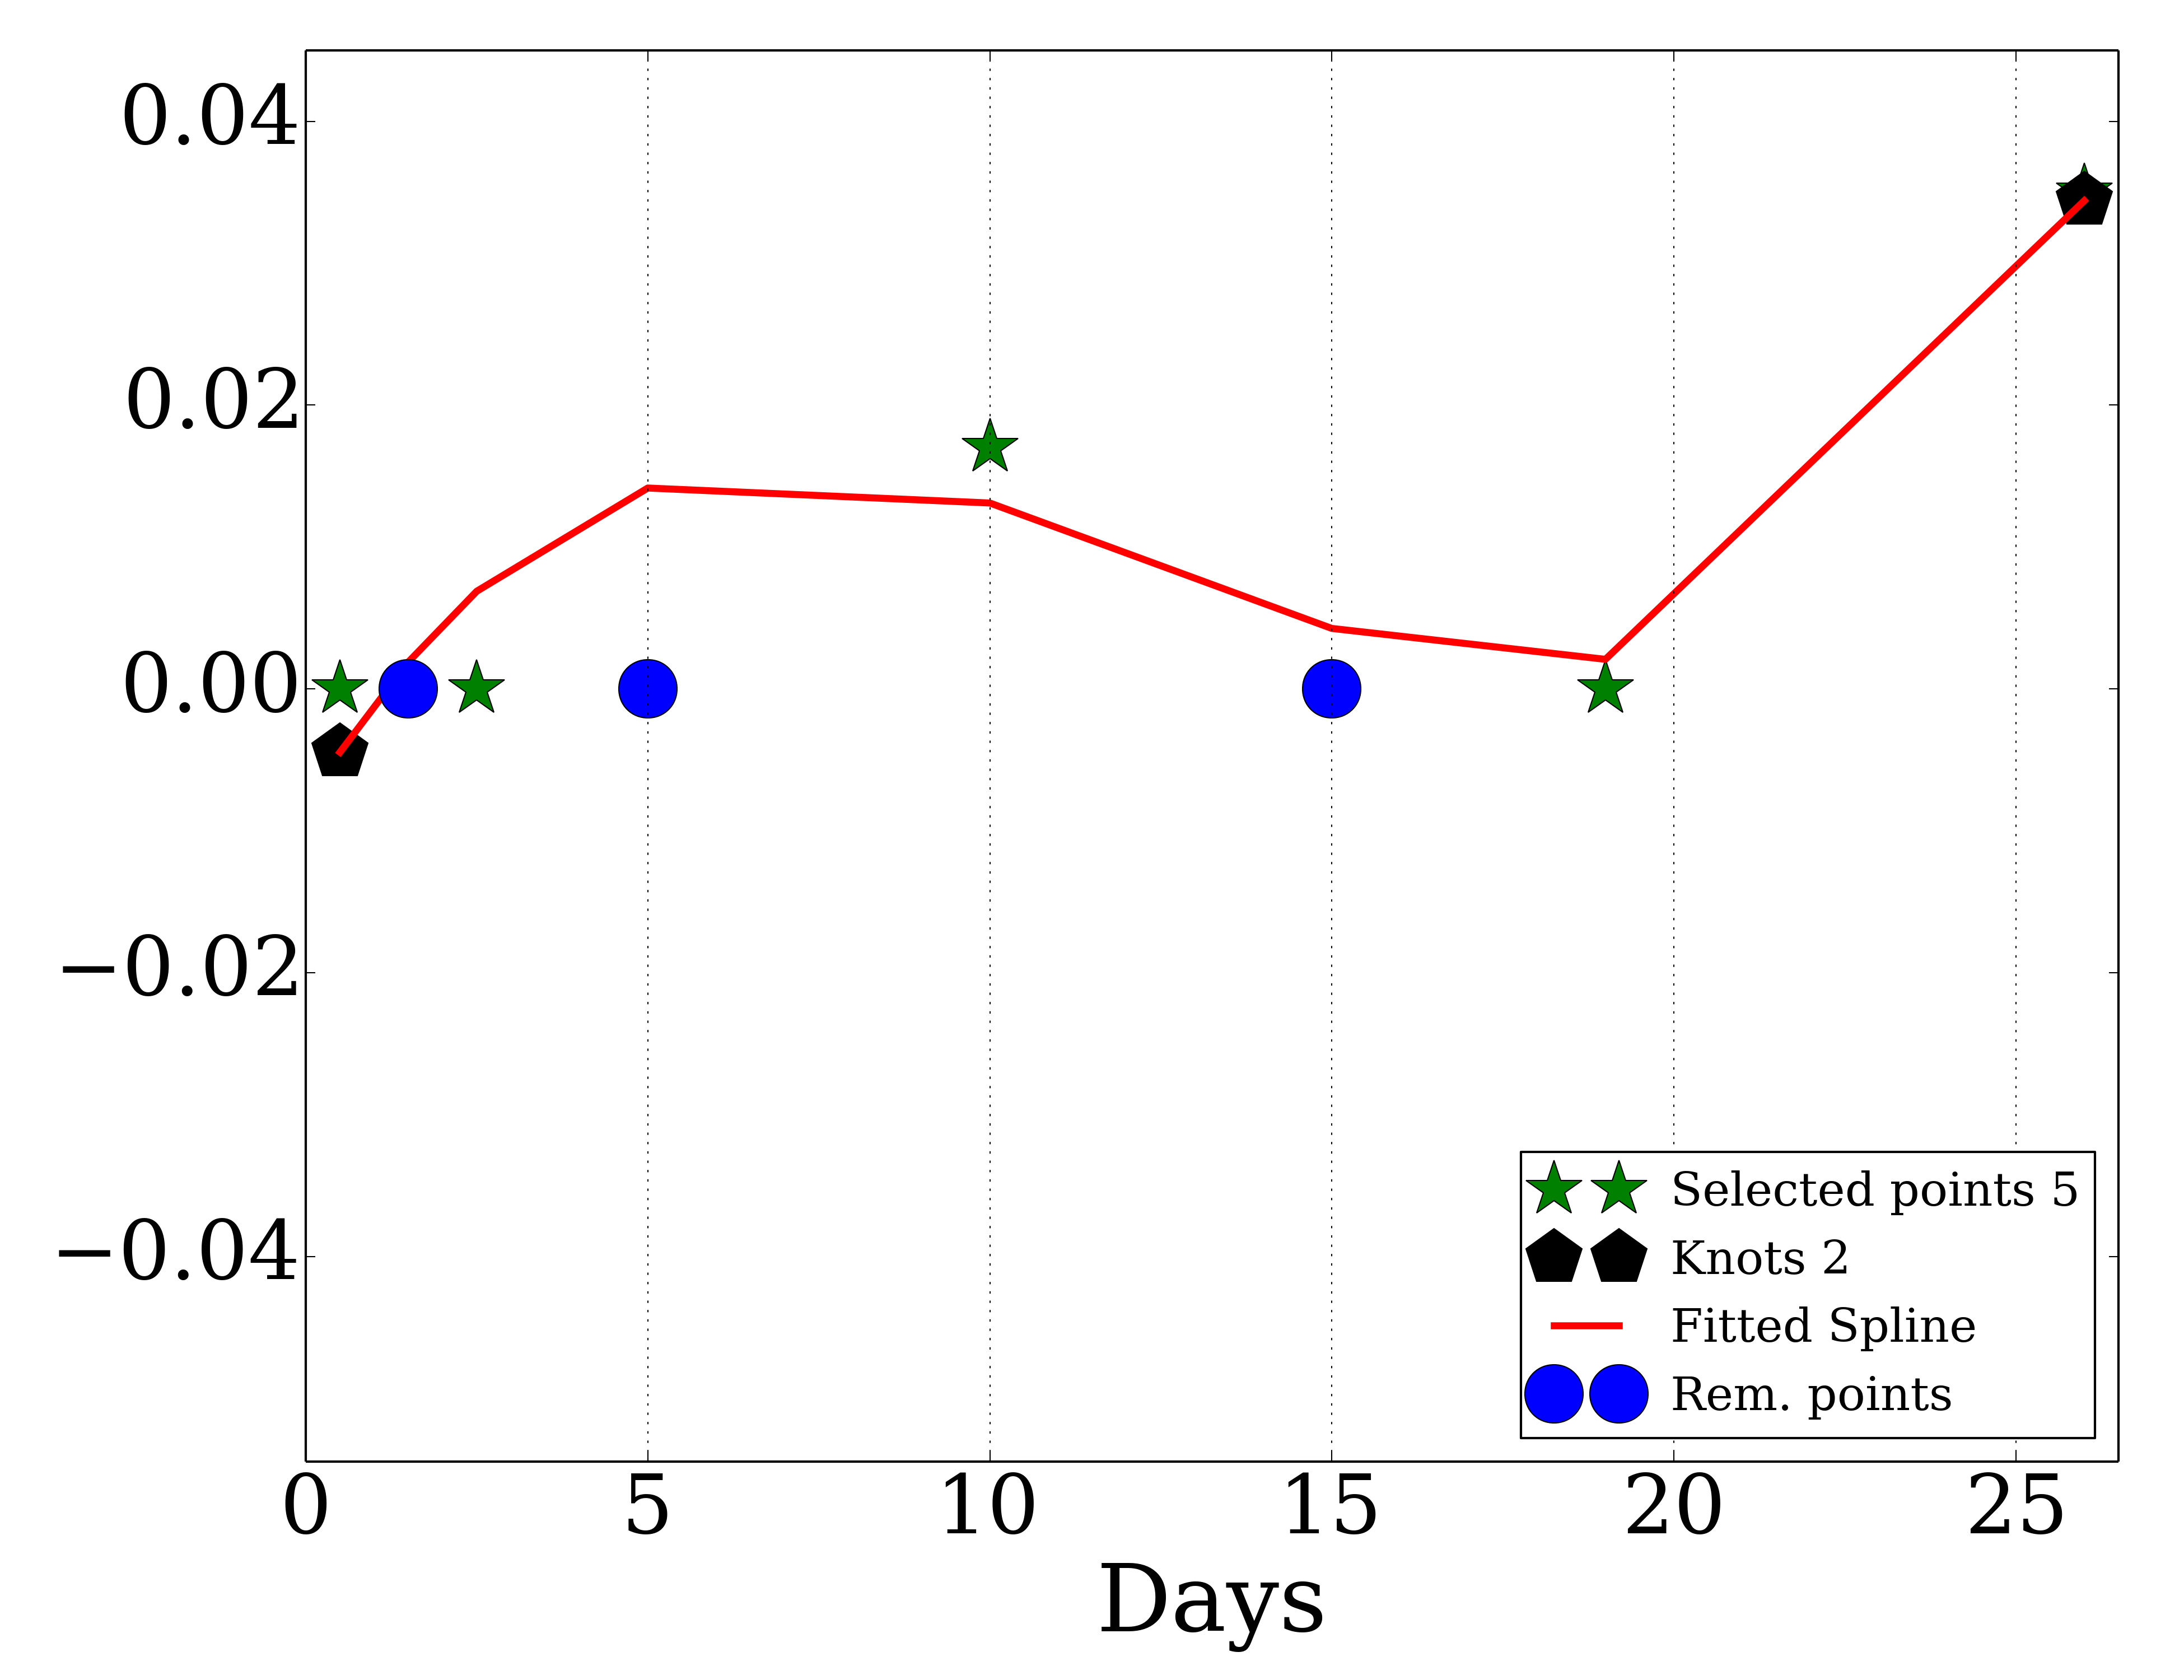 0.04
0.02
0.00
−0.02
−0.04
0 5 10 15 20 25
Days
Selected points 5
Knots 2
Fitted Spline
Rem. points